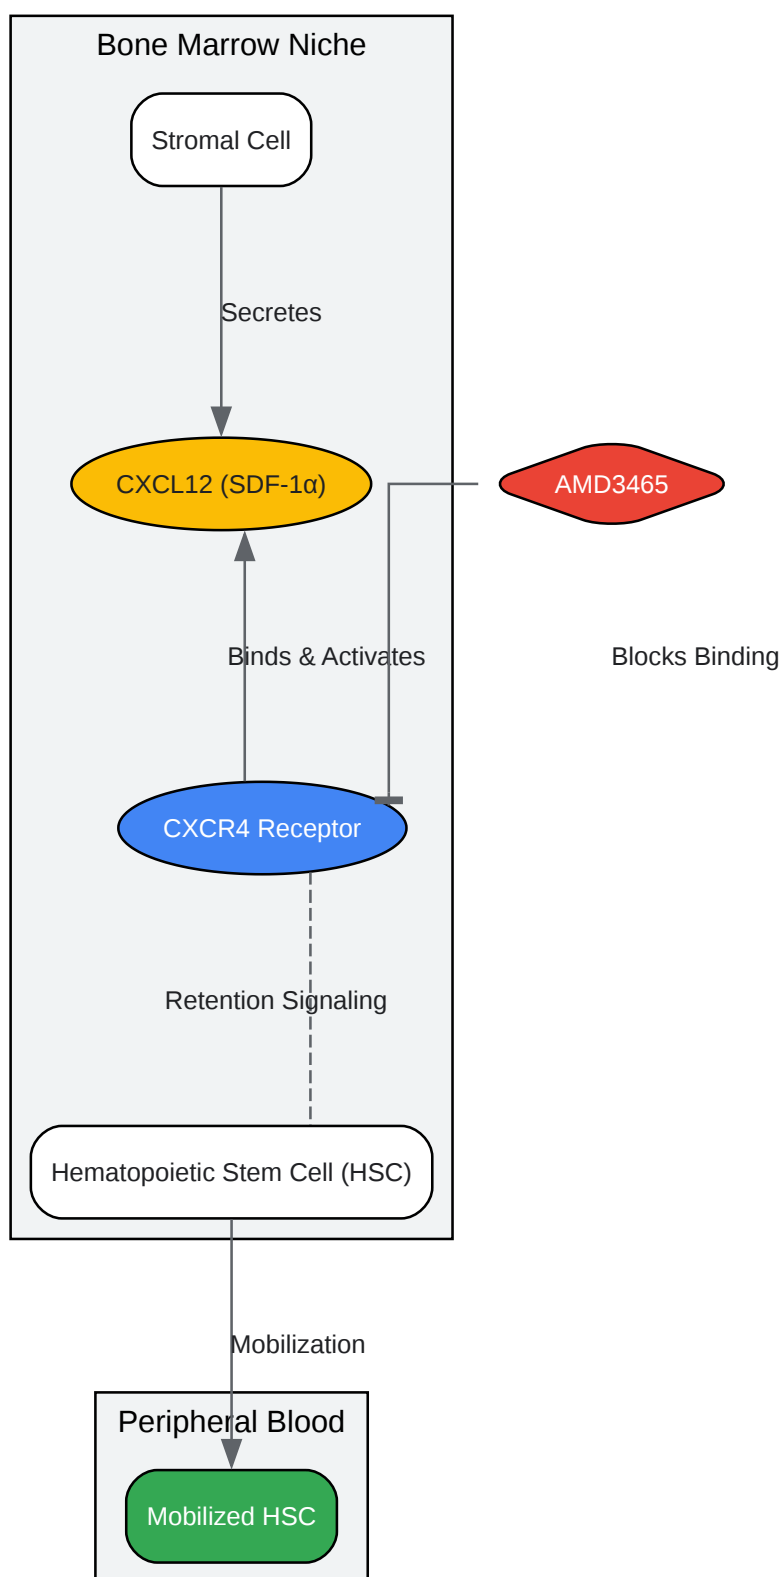 Bone Marrow Niche
Stromal Cell
Secretes
CXCL12 (SDF-1α)
AMD3465
Binds & Activates
Blocks Binding
CXCR4 Receptor
Retention Signaling
Hematopoietic Stem Cell (HSC)
Mobilization
Peripheral Blood
Mobilized HSC